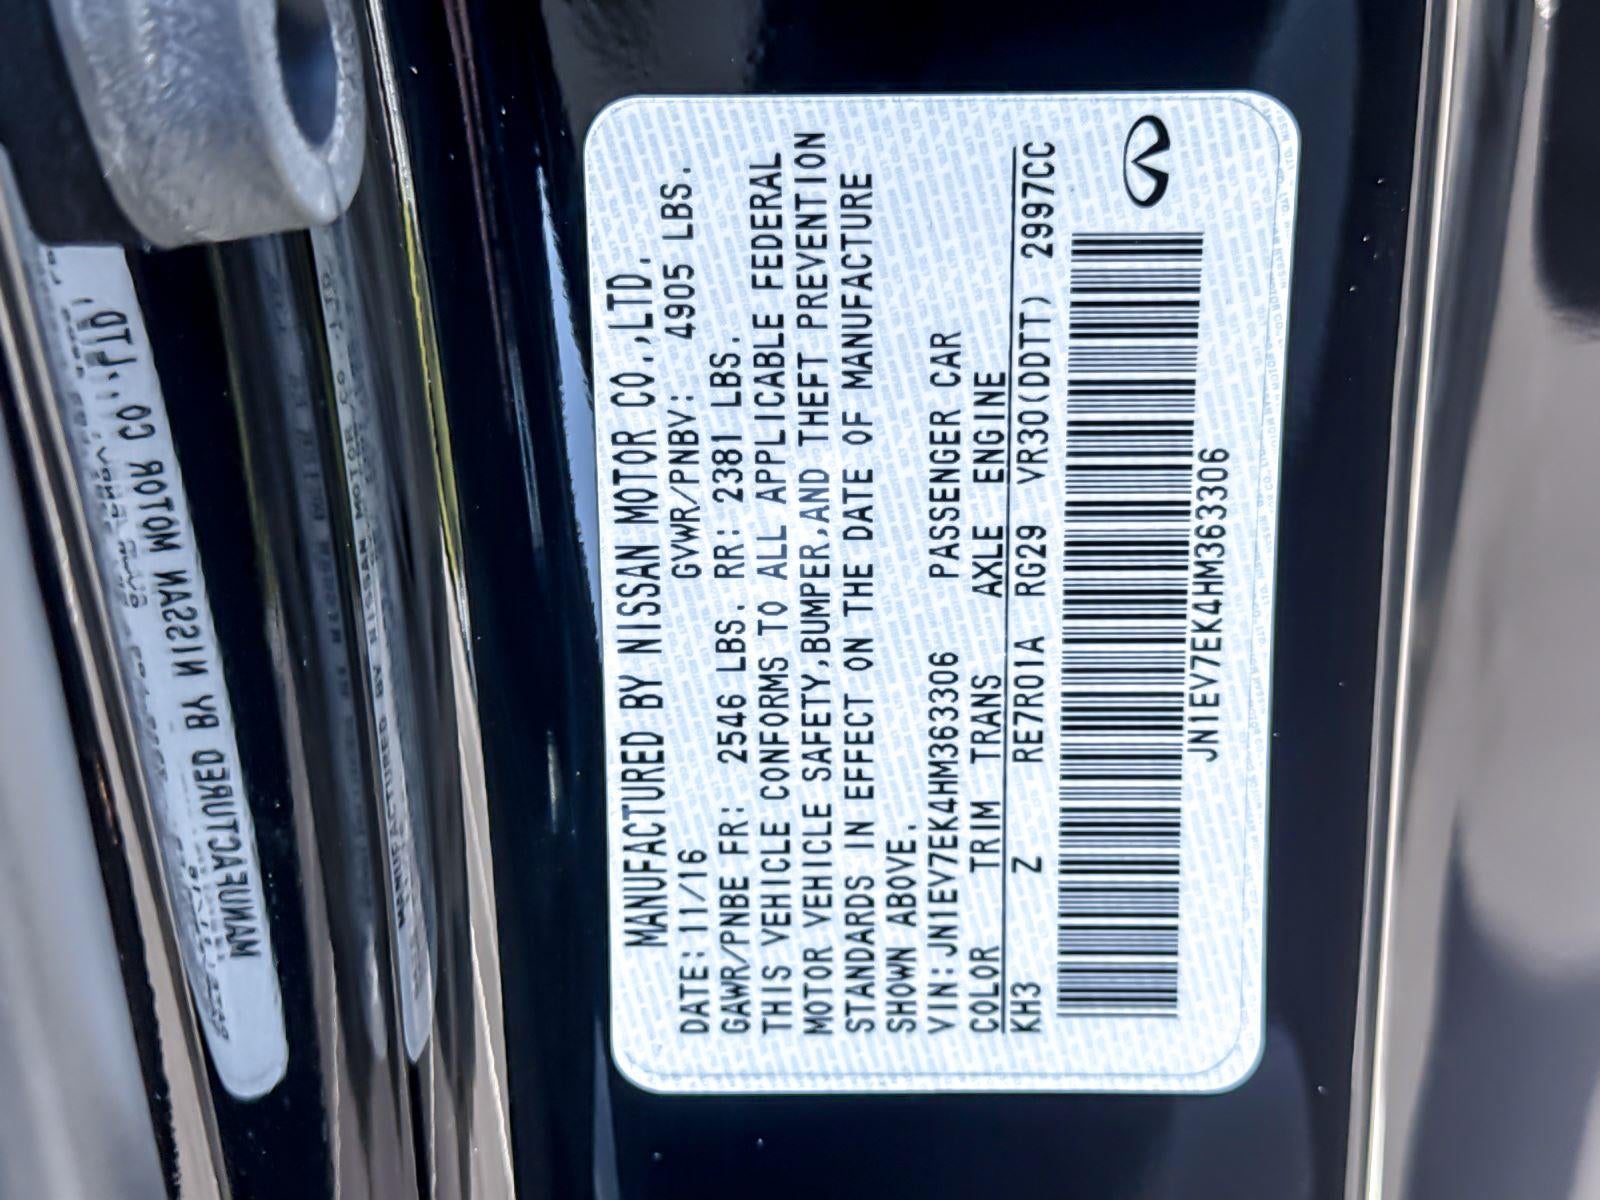 MANUFACTURED BY NISSAN MOTOR CO.,LTD.
DATE: 11/16 GVWR/PNBV: 4905 LBS.
GAWR/PNBE FR: 2546 LBS. RR: 2381 LBS.
THIS VEHICLE CONFORMS TO ALL APPLICABLE FEDERAL
MOTOR VEHICLE SAFETY,BUMPER,AND THEFT PREVENTION
STANDARDS IN EFFECT ON THE DATE OF MANUFACTURE
SHOWN ABOVE.
VIN: JN1EV7EK4HM363306 PASSENGER CAR
COLOR TRIM TRANS AXLE ENGINE
KH3 Z RE7R01A RG29 VR30(DDTT) 2997CC
JN1EV7EK4HM363306
MANUFACTURED BY NISSAN MOTOR CO.,LTD.